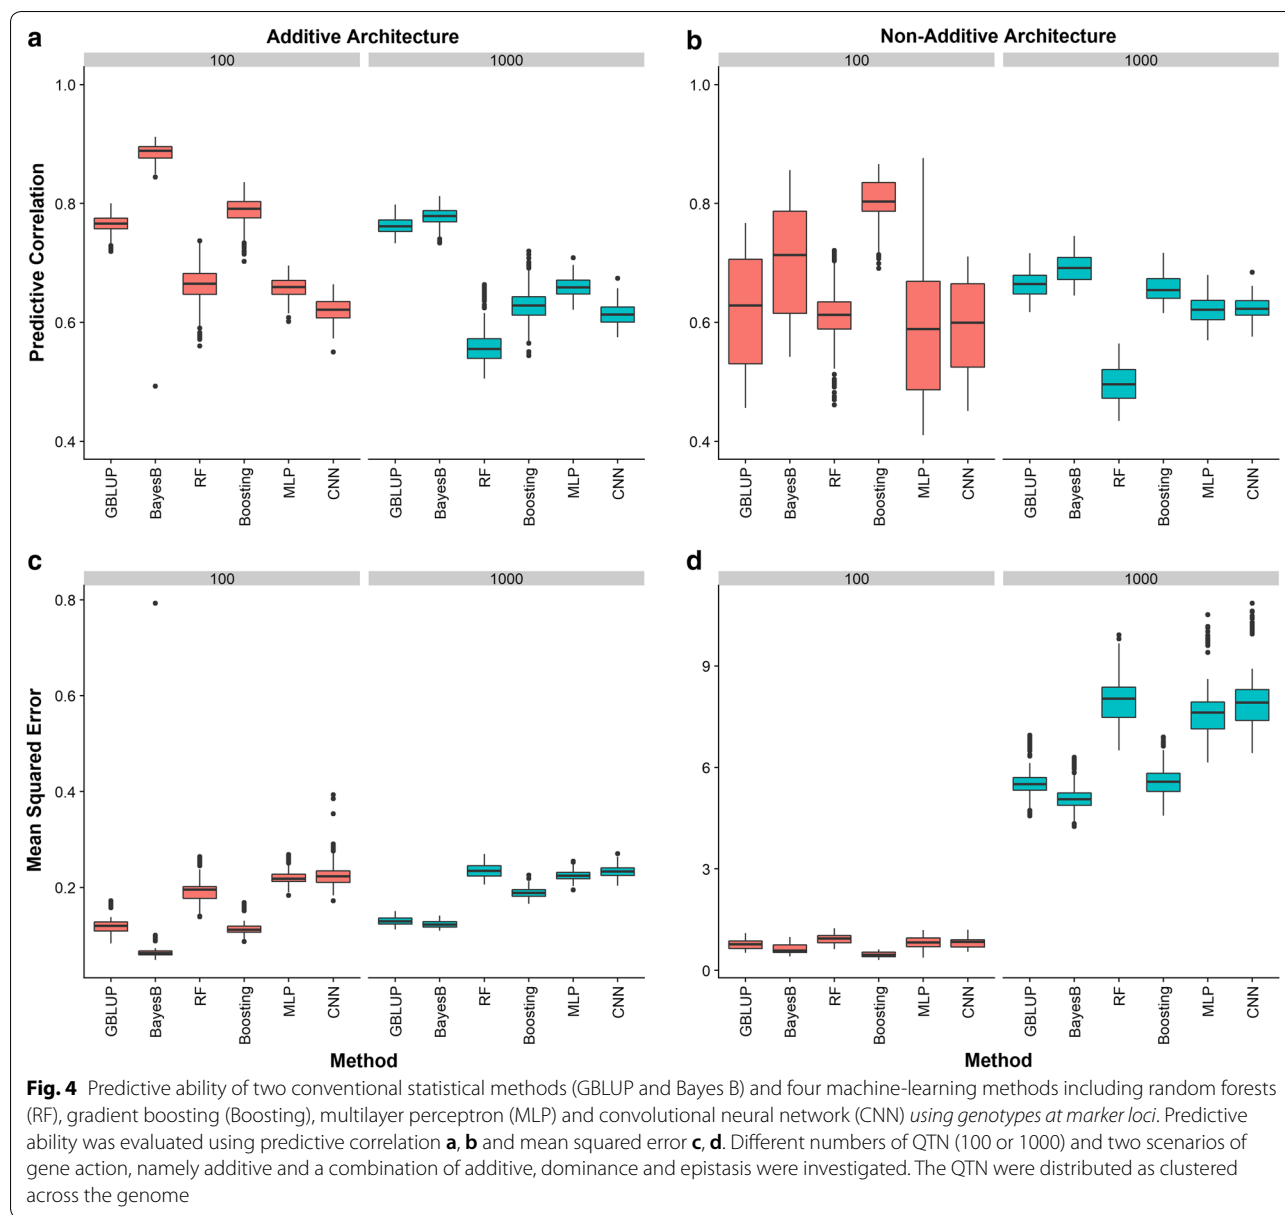 a
Additive Architecture
b
Non-Additive Architecture
100
1000
100
1000
Predictive Correlation
1.0
0.8
0.6
0.4
1.0
0.8
0.6
0.4
GBLUP
BayesB
RF
Boosting
MLP
CNN
GBLUP
BayesB
RF
Boosting
MLP
CNN
GBLUP
BayesB
RF
Boosting
MLP
CNN
GBLUP
BayesB
RF
Boosting
MLP
CNN
c
d
100
1000
100
1000
Mean Squared Error
0.8
0.6
0.4
0.2
9
6
3
0
GBLUP
BayesB
RF
Boosting
MLP
CNN
GBLUP
BayesB
RF
Boosting
MLP
CNN
GBLUP
BayesB
RF
Boosting
MLP
CNN
GBLUP
BayesB
RF
Boosting
MLP
CNN
Method
Method
Fig. 4 Predictive ability of two conventional statistical methods (GBLUP and Bayes B) and four machine-learning methods including random forests
(RF), gradient boosting (Boosting), multilayer perceptron (MLP) and convolutional neural network (CNN) using genotypes at marker loci. Predictive
ability was evaluated using predictive correlation a, b and mean squared error c, d. Different numbers of QTN (100 or 1000) and two scenarios of
gene action, namely additive and a combination of additive, dominance and epistasis were investigated. The QTN were distributed as clustered
across the genome